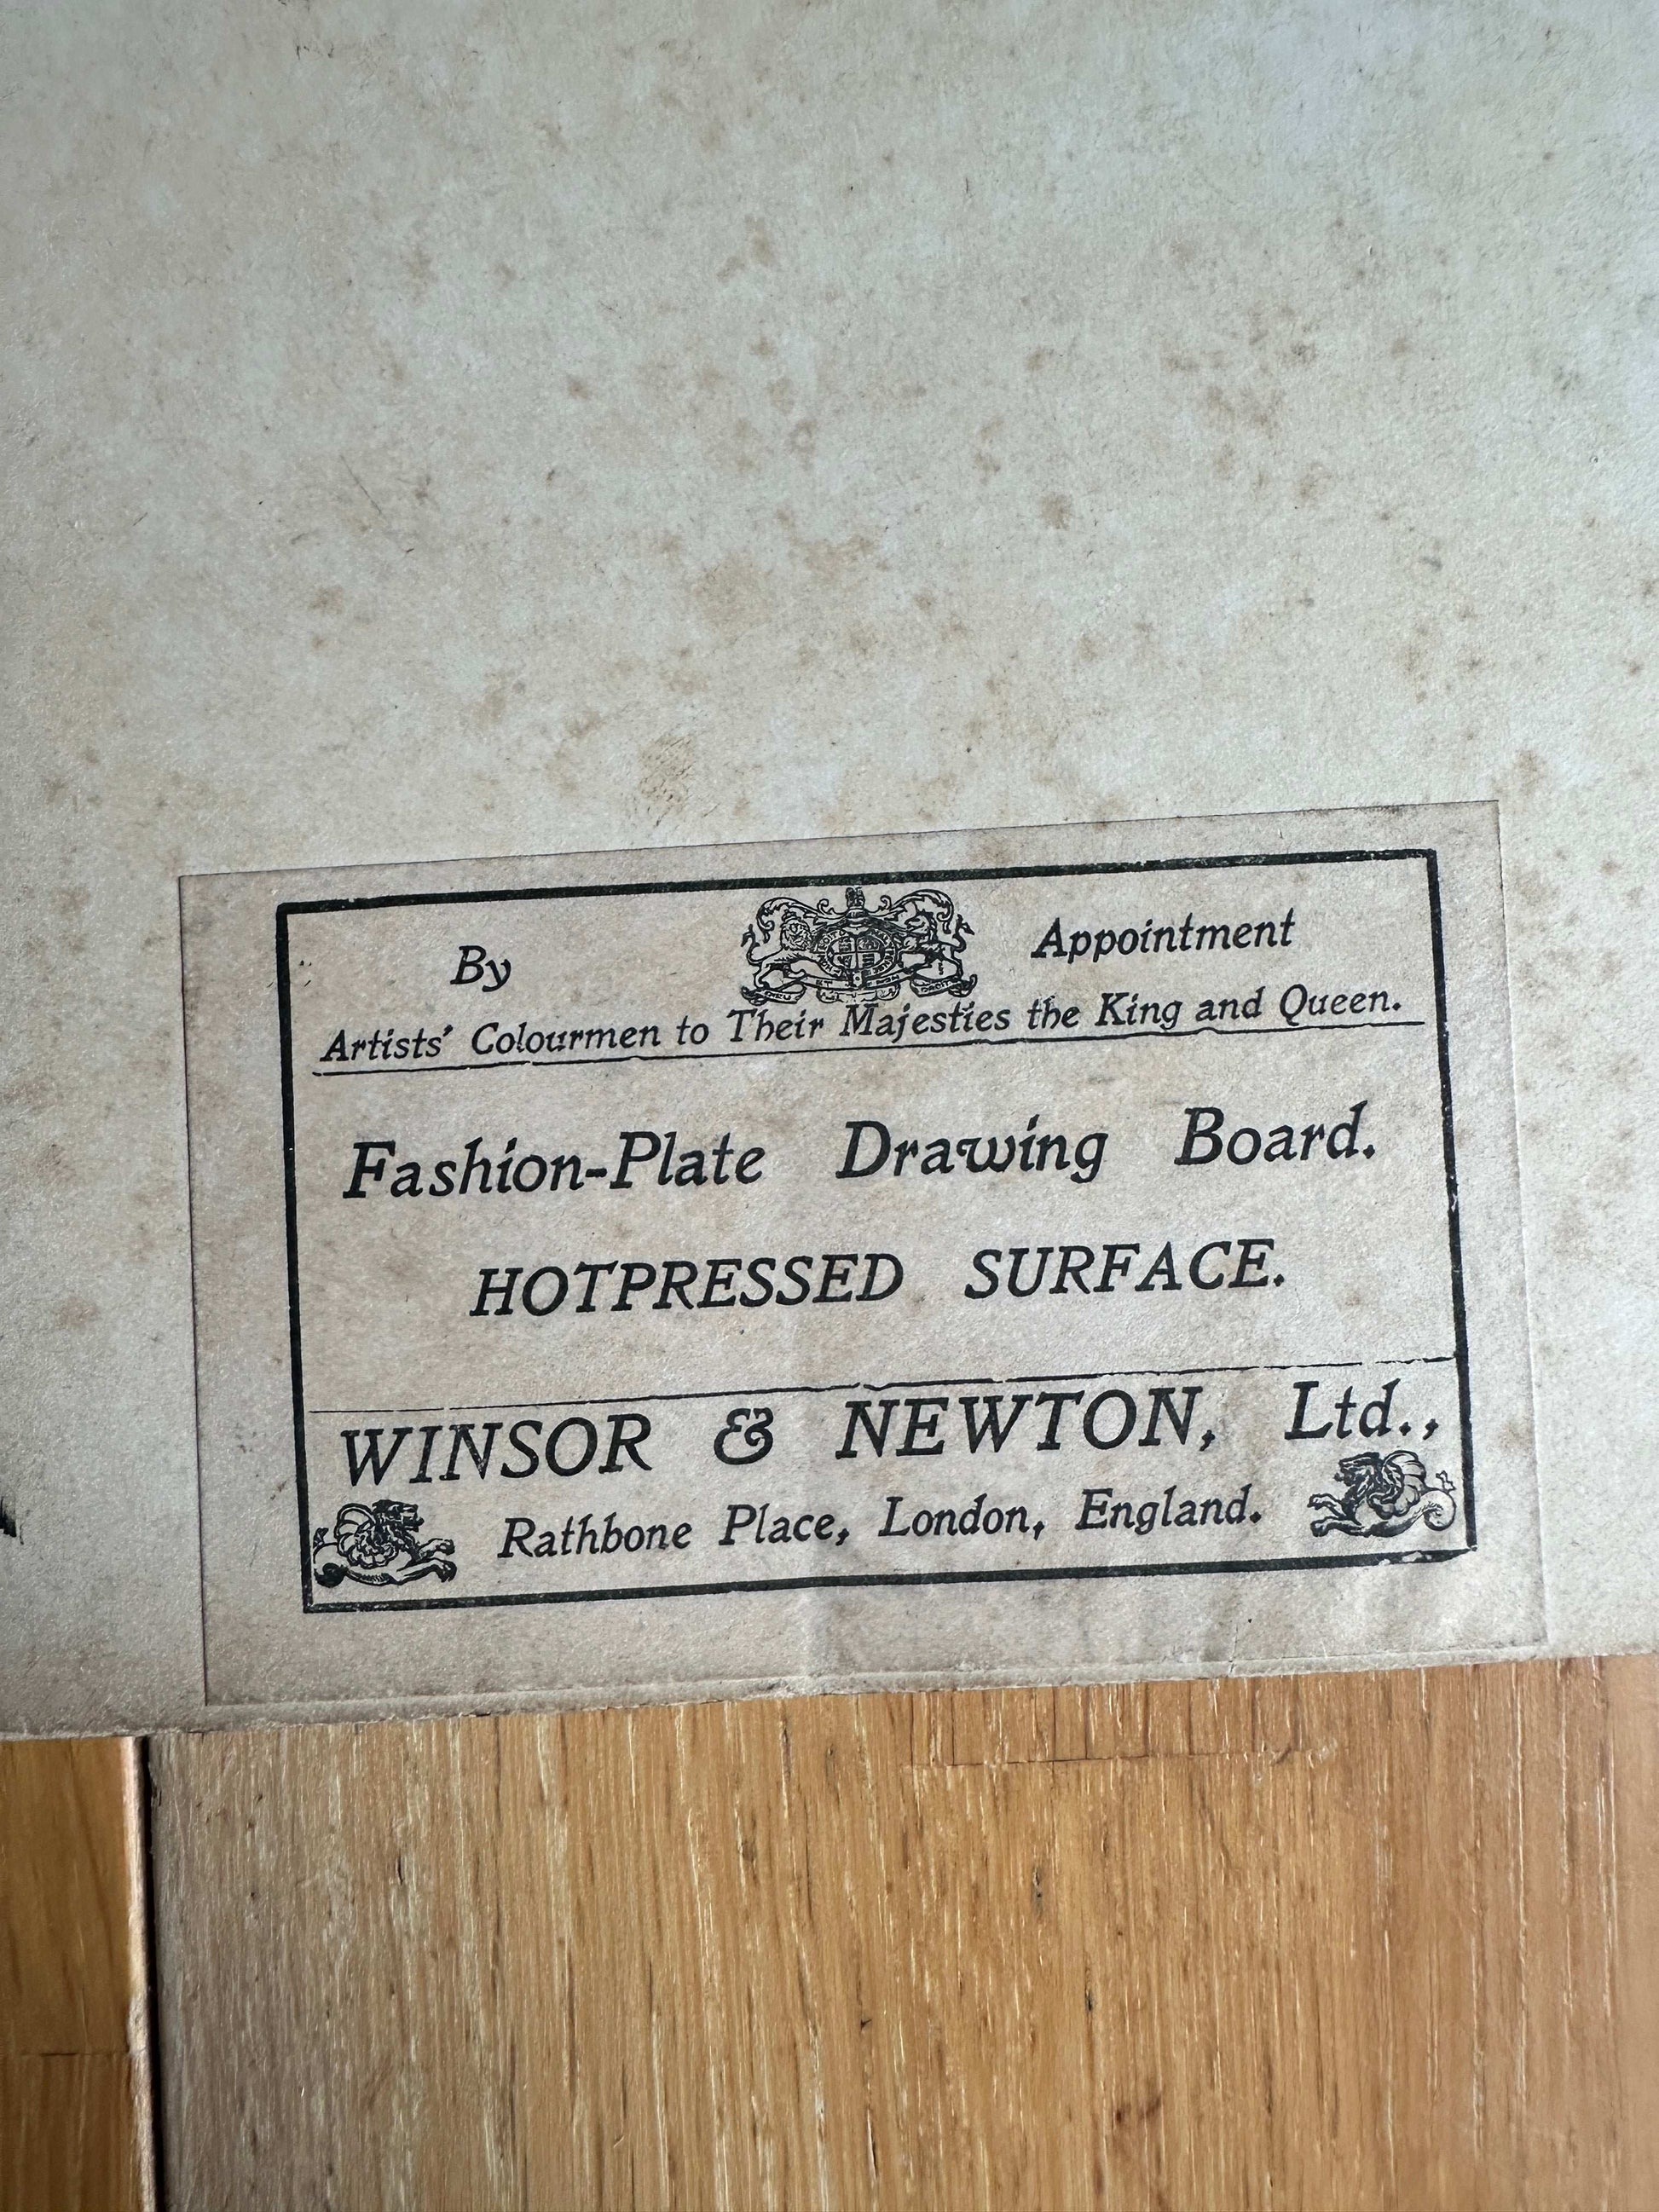 By Appointment
Artists' Colourmen to Their Majesties the King and Queen.
Fashion-Plate Drawing Board.
HOTPRESSED SURFACE.
WINSOR & NEWTON, Ltd.,
Rathbone Place, London, England.